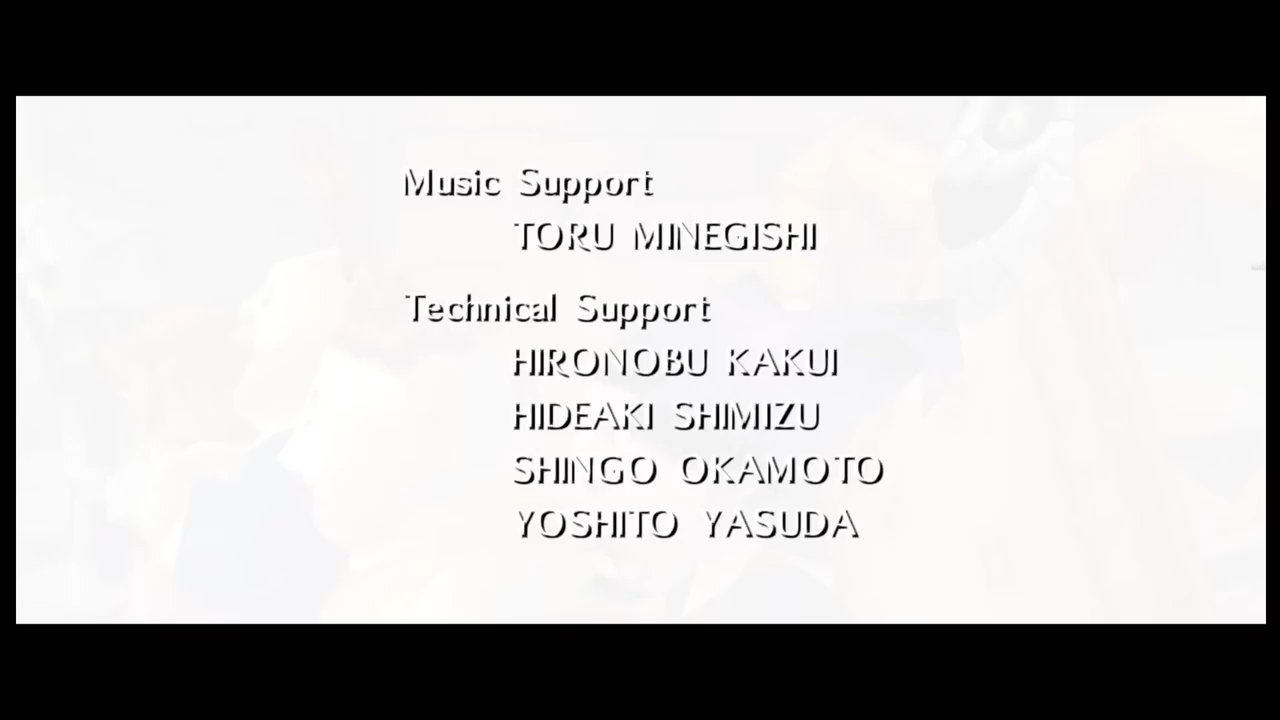 Music Support
TORU MINEGISHI
Technical Support
HIRONOBU KAKUI
HIDEAKI SHIMIZU
SHINGO OKAMOTO
YOSHITO YASUDA